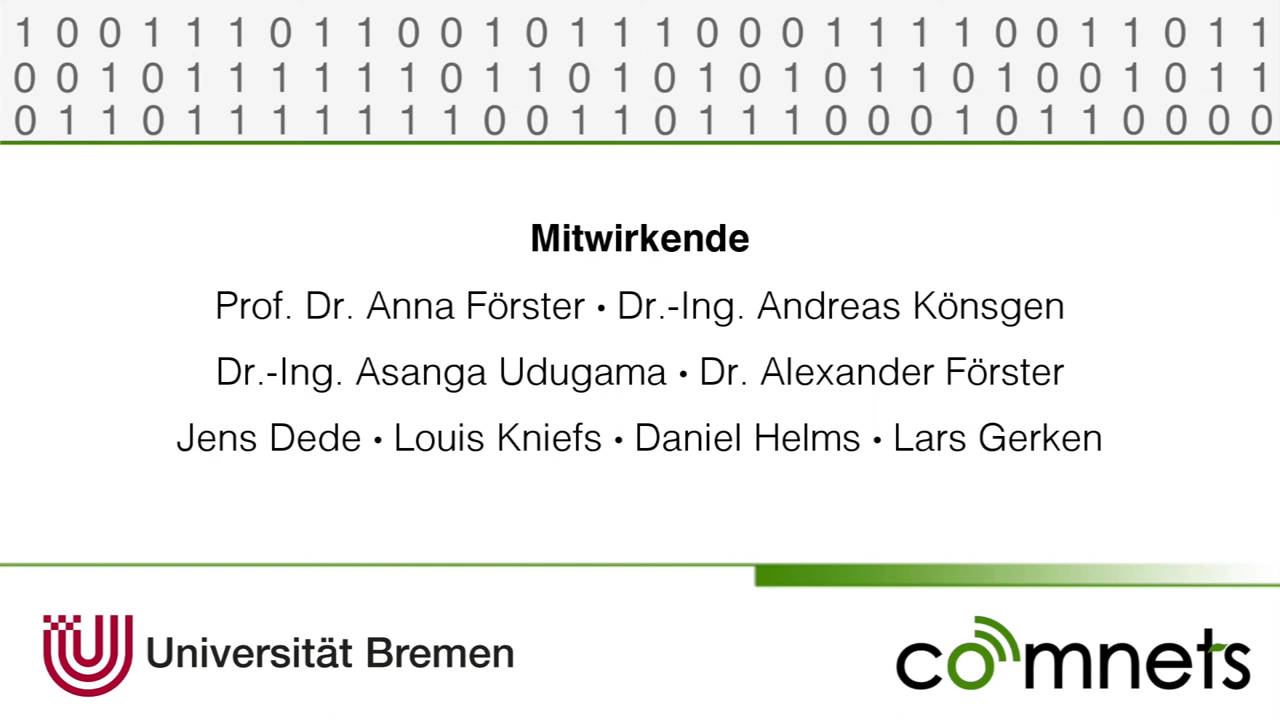 1 0 0 1 1 1 0 1 1 0 0 1 0 1 1 1 0 0 0 1 1 1 1 0 0 1 1 0 1 1
0 0 1 0 1 1 1 1 1 1 0 1 1 0 1 0 1 0 1 0 1 1 0 1 0 0 1 0 1 1
0 1 1 0 1 1 1 1 1 1 1 0 0 1 1 0 1 1 1 0 0 0 1 0 1 1 0 0 0 0
Mitwirkende
Prof. Dr. Anna Förster • Dr.-Ing. Andreas Könsgen
Dr.-Ing. Asanga Udugama • Dr. Alexander Förster
Jens Dede • Louis Kniefs • Daniel Helms • Lars Gerken
Universität Bremen
comnets